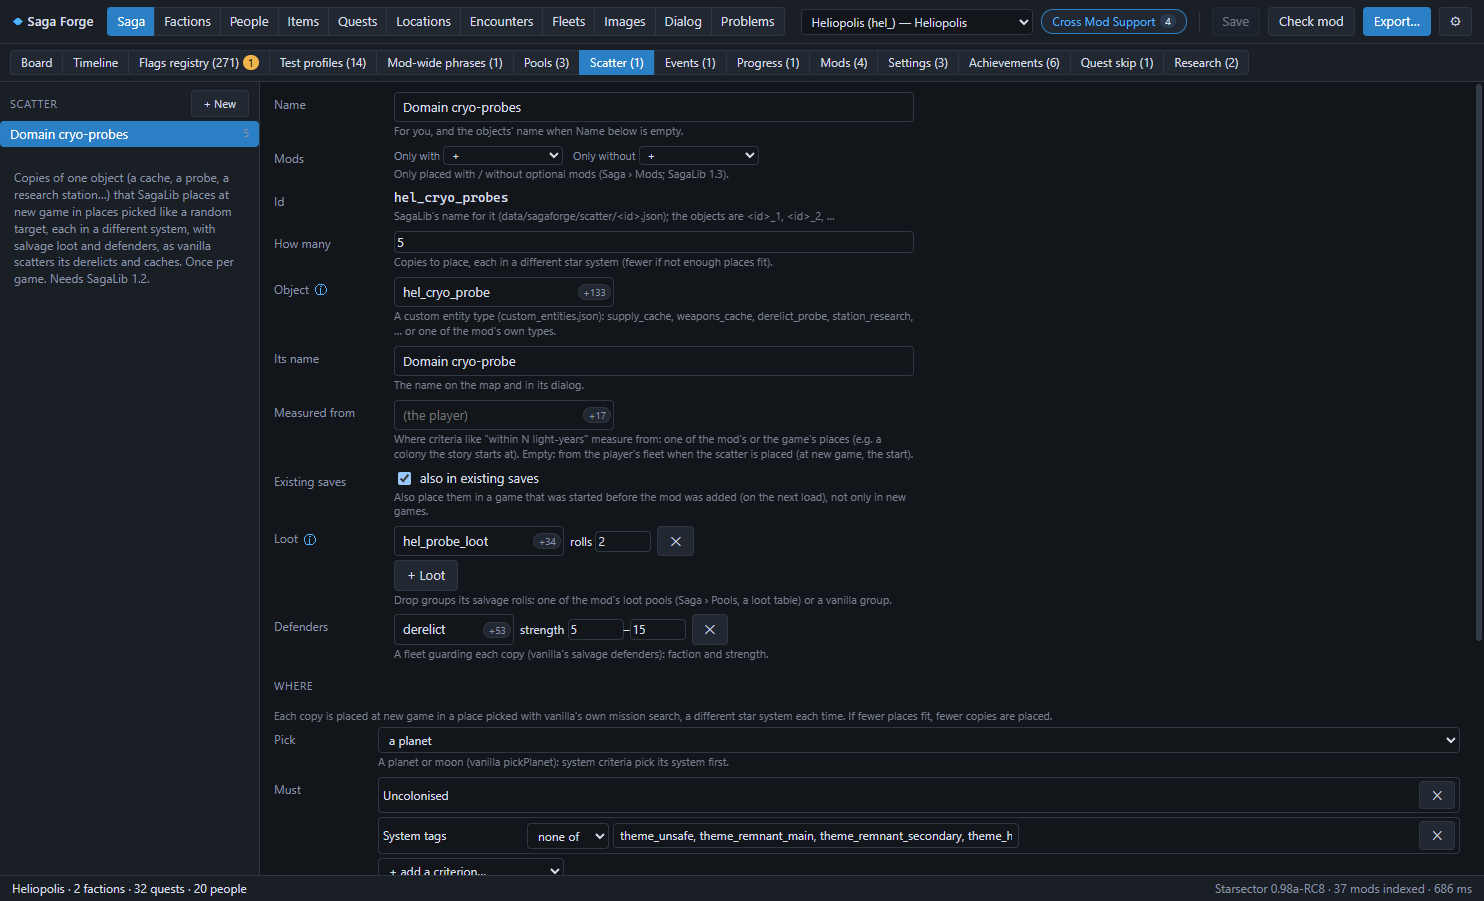 Saga Forge
Saga
Factions
People
Items
Quests
Locations
Encounters
Fleets
Images
Dialog
Problems
Heliopolis (hel_) — Heliopolis
Cross Mod Support 4
Save
Check mod
Export...
Board
Timeline
Flags registry (271) 1
Test profiles (14)
Mod-wide phrases (1)
Pools (3)
Scatter (1)
Events (1)
Progress (1)
Mods (4)
Settings (3)
Achievements (6)
Quest skip (1)
Research (2)
SCATTER
+ New
Domain cryo-probes 5
Copies of one object (a cache, a probe, a
research station...) that SagaLib places at
new game in places picked like a random
target, each in a different system, with
salvage loot and defenders, as vanilla
scatters its derelicts and caches. Once per
game. Needs SagaLib 1.2.
Name
Domain cryo-probes
For you, and the objects' name when Name below is empty.
Mods
Only with +
Only without +
Only placed with / without optional mods (Saga › Mods; SagaLib 1.3).
Id
hel_cryo_probes
SagaLib's name for it (data/sagaforge/scatter/<id>.json); the objects are <id>_1, <id>_2, ...
How many
5
Copies to place, each in a different star system (fewer if not enough places fit).
Object
hel_cryo_probe +133
A custom entity type (custom_entities.json): supply_cache, weapons_cache, derelict_probe, station_research,
... or one of the mod's own types.
Its name
Domain cryo-probe
The name on the map and in its dialog.
Measured from
(the player) +17
Where criteria like "within N light-years" measure from: one of the mod's or the game's places (e.g. a
colony the story starts at). Empty: from the player's fleet when the scatter is placed (at new game, the start).
Existing saves
also in existing saves
Also place them in a game that was started before the mod was added (on the next load), not only in new
games.
Loot
hel_probe_loot +34 rolls 2
+ Loot
Drop groups its salvage rolls: one of the mod's loot pools (Saga › Pools, a loot table) or a vanilla group.
Defenders
derelict +53 strength 5 – 15
A fleet guarding each copy (vanilla's salvage defenders): faction and strength.
WHERE
Each copy is placed at new game in a place picked with vanilla's own mission search, a different star system each time. If fewer places fit, fewer copies are placed.
Pick
a planet
A planet or moon (vanilla pickPlanet): system criteria pick its system first.
Must
Uncolonised
System tags none of theme_unsafe, theme_remnant_main, theme_remnant_secondary, theme_h
+ add a criterion...
Heliopolis · 2 factions · 32 quests · 20 people
Starsector 0.98a-RC8 · 37 mods indexed · 686 ms